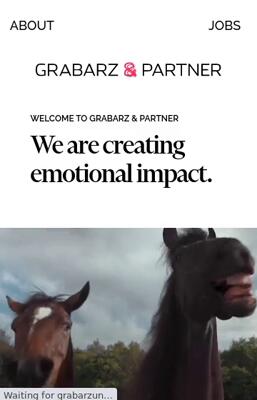 ABOUT JOBS
GRABARZ & PARTNER
WELCOME TO GRABARZ & PARTNER
We are creating
emotional impact.
Waiting for grabarzun...